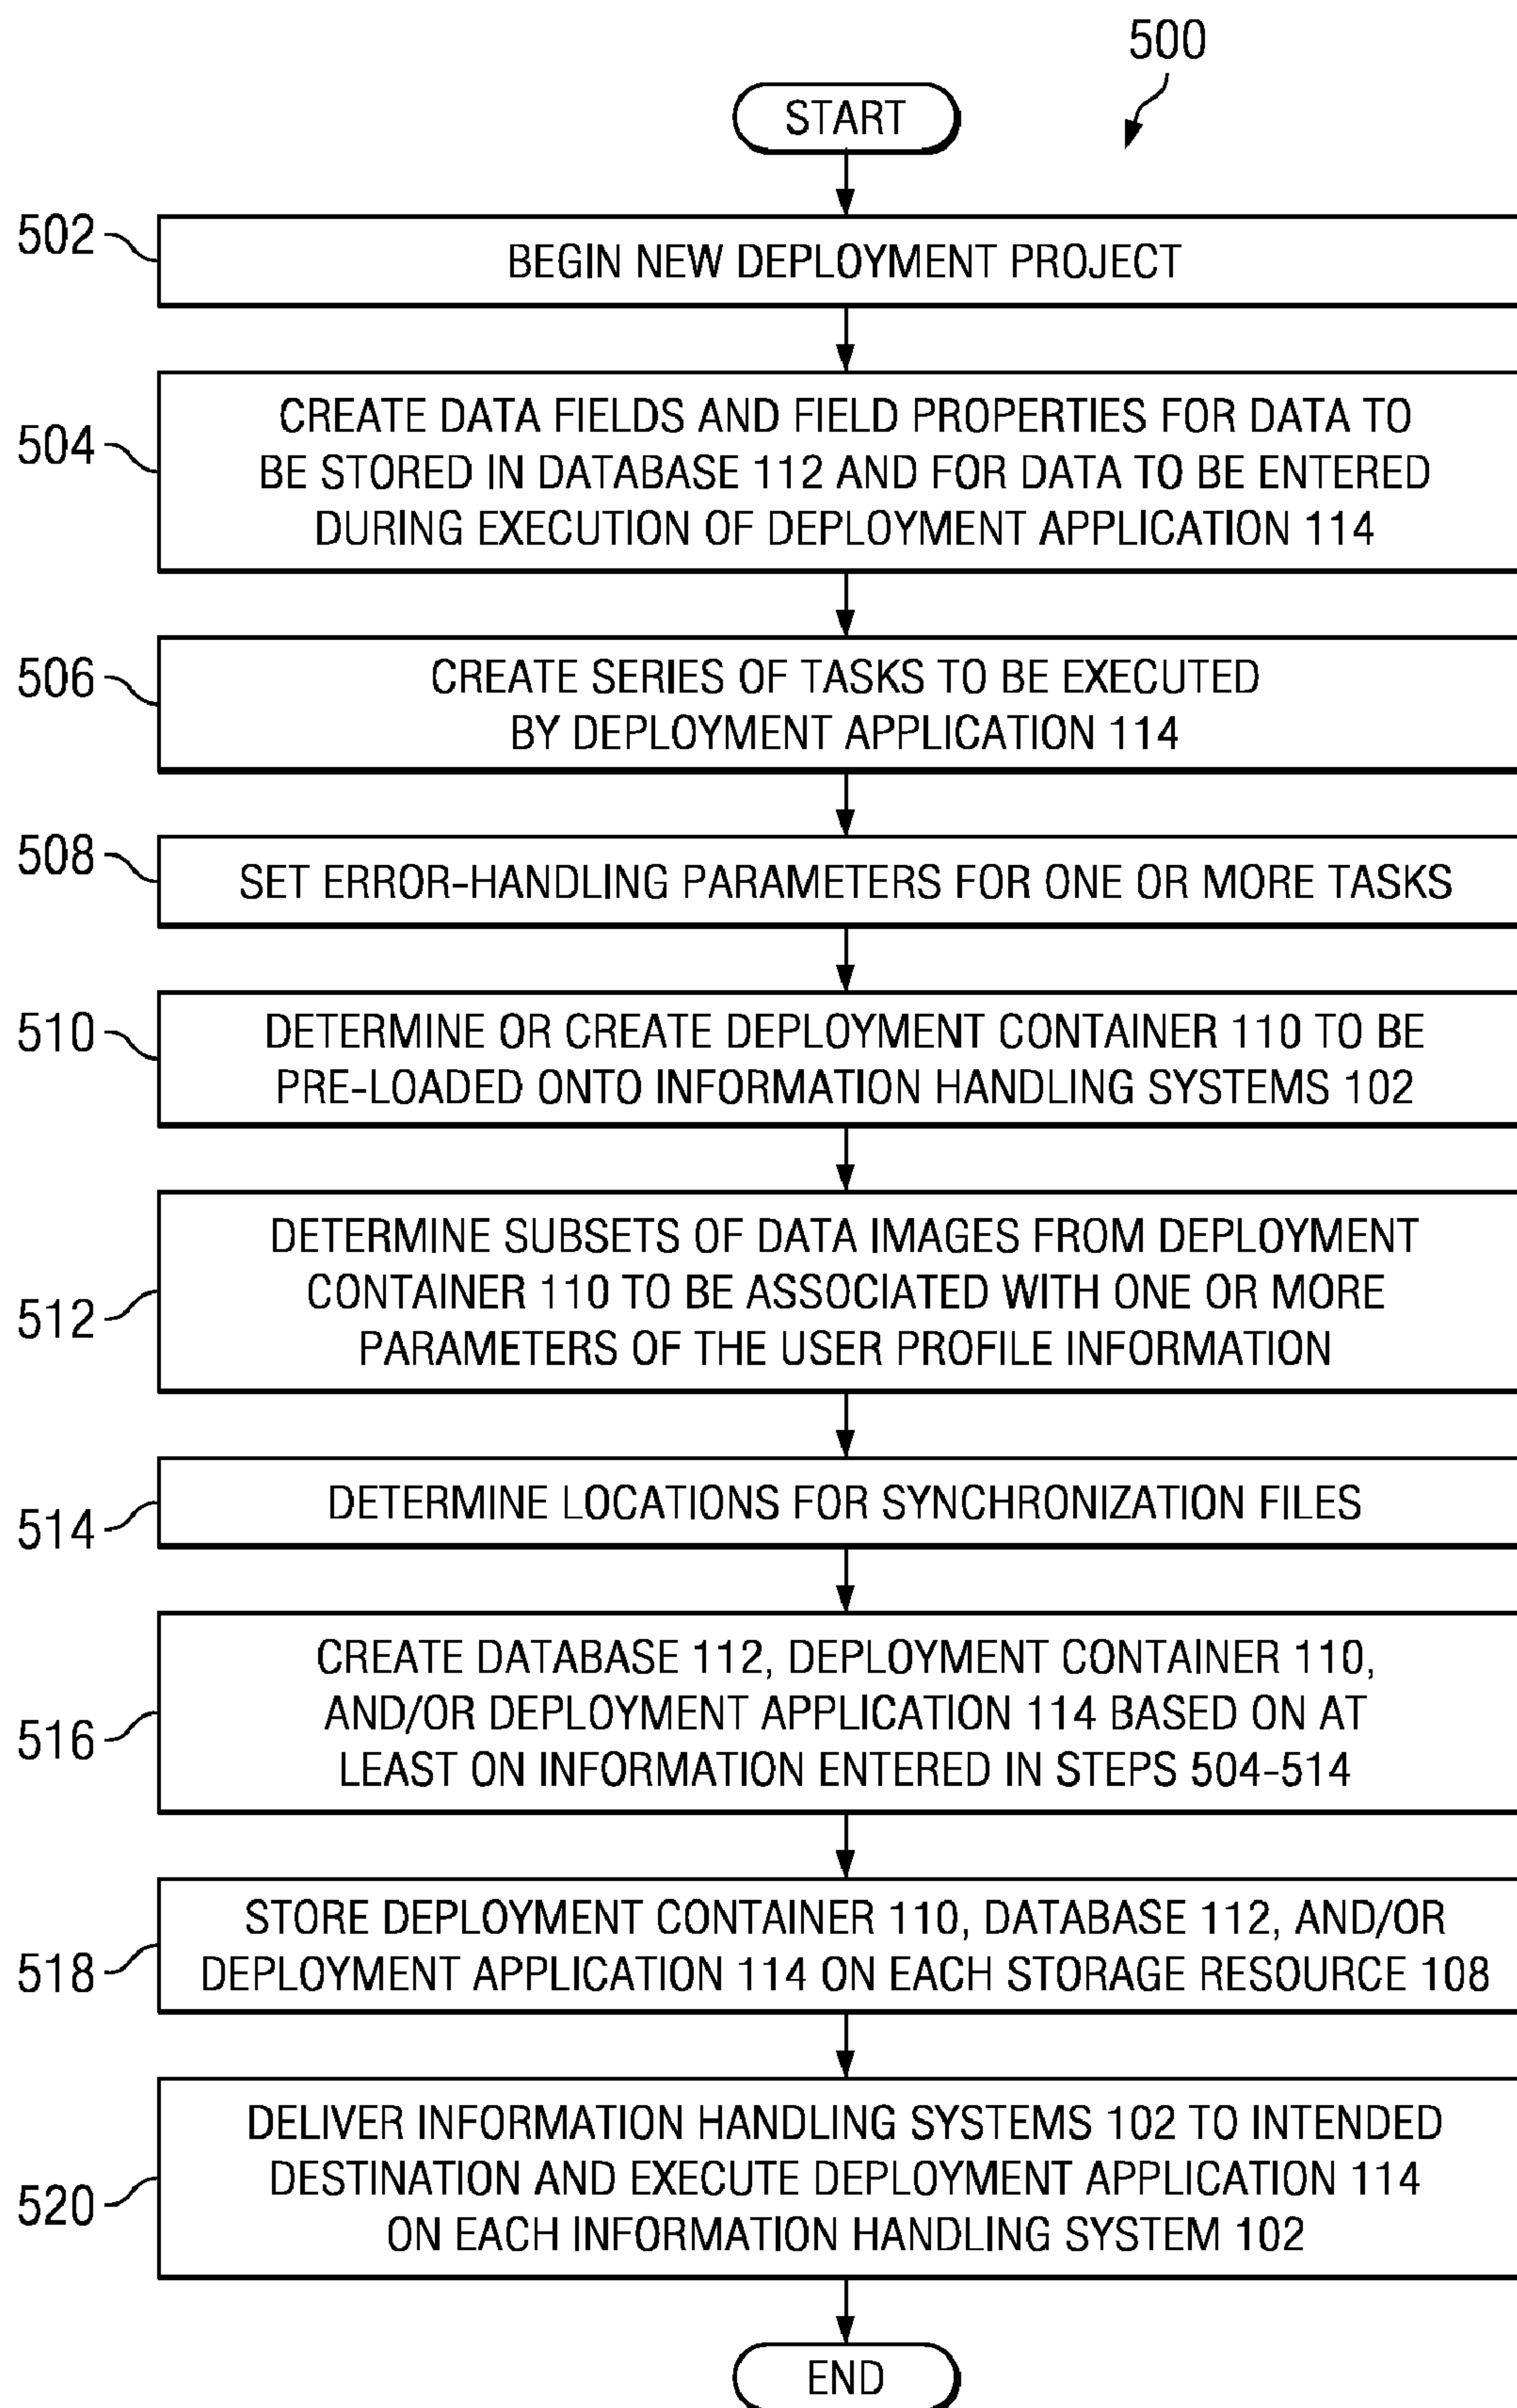 500
START
502
BEGIN NEW DEPLOYMENT PROJECT
504
CREATE DATA FIELDS AND FIELD PROPERTIES FOR DATA TO
BE STORED IN DATABASE 112 AND FOR DATA TO BE ENTERED
DURING EXECUTION OF DEPLOYMENT APPLICATION 114
506
CREATE SERIES OF TASKS TO BE EXECUTED
BY DEPLOYMENT APPLICATION 114
508
SET ERROR-HANDLING PARAMETERS FOR ONE OR MORE TASKS
510
DETERMINE OR CREATE DEPLOYMENT CONTAINER 110 TO BE
PRE-LOADED ONTO INFORMATION HANDLING SYSTEMS 102
512
DETERMINE SUBSETS OF DATA IMAGES FROM DEPLOYMENT
CONTAINER 110 TO BE ASSOCIATED WITH ONE OR MORE
PARAMETERS OF THE USER PROFILE INFORMATION
514
DETERMINE LOCATIONS FOR SYNCHRONIZATION FILES
516
CREATE DATABASE 112, DEPLOYMENT CONTAINER 110,
AND/OR DEPLOYMENT APPLICATION 114 BASED ON AT
LEAST ON INFORMATION ENTERED IN STEPS 504-514
518
STORE DEPLOYMENT CONTAINER 110, DATABASE 112, AND/OR
DEPLOYMENT APPLICATION 114 ON EACH STORAGE RESOURCE 108
520
DELIVER INFORMATION HANDLING SYSTEMS 102 TO INTENDED
DESTINATION AND EXECUTE DEPLOYMENT APPLICATION 114
ON EACH INFORMATION HANDLING SYSTEM 102
END